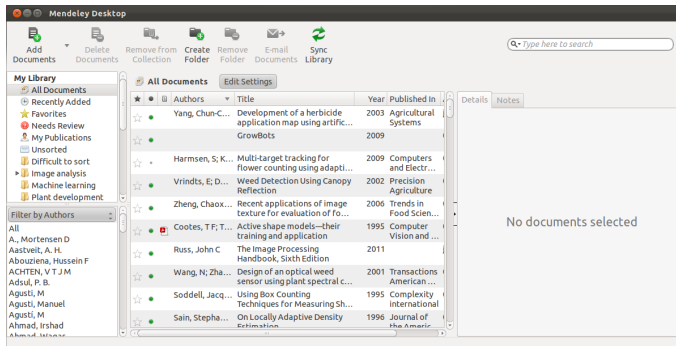 Mendeley Desktop
Add Documents
Delete Documents
Remove from Collection
Create Folder
Remove Folder
E-mail Documents
Sync Library
Type here to search
My Library
All Documents
Recently Added
Favorites
Needs Review
My Publications
Unsorted
Difficult to sort
Image analysis
Machine learning
Plant development
Filter by Authors
All
A., Mortensen D
Aastveit, A. H.
Abouziena, Hussein F
ACHTEN, V T J M
Adsul, P. B.
Agusti, M
Agusti, Manuel
Agustí, M
Ahmad, Irshad
Ahmad, Waqas
All Documents Edit Settings
Authors Title Year Published In
Yang, Chun-C... Development of a herbicide 2003 Agricultural
application map using artific... Systems
GrowBots 2009
Harmsen, S; K... Multi-target tracking for 2009 Computers
flower counting using adapti... and Electr...
Vrindts, E; D... Weed Detection Using Canopy 2002 Precision
Reflection Agriculture
Zheng, Chaox... Recent applications of image 2006 Trends in
texture for evaluation of fo... Food Scien...
Cootes, T F; T... Active shape models—their 1995 Computer
training and application Vision and ...
Russ, John C The Image Processing 2011
Handbook, Sixth Edition
Wang, N; Zha... Design of an optical weed 2001 Transactions
sensor using plant spectral c... American ...
Soddell, Jacq... Using Box Counting 1995 Complexity
Techniques for Measuring Sh... international
Sain, Stepha... On Locally Adaptive Density 1996 Journal of
Estimation the Americ...
Details Notes
No documents selected